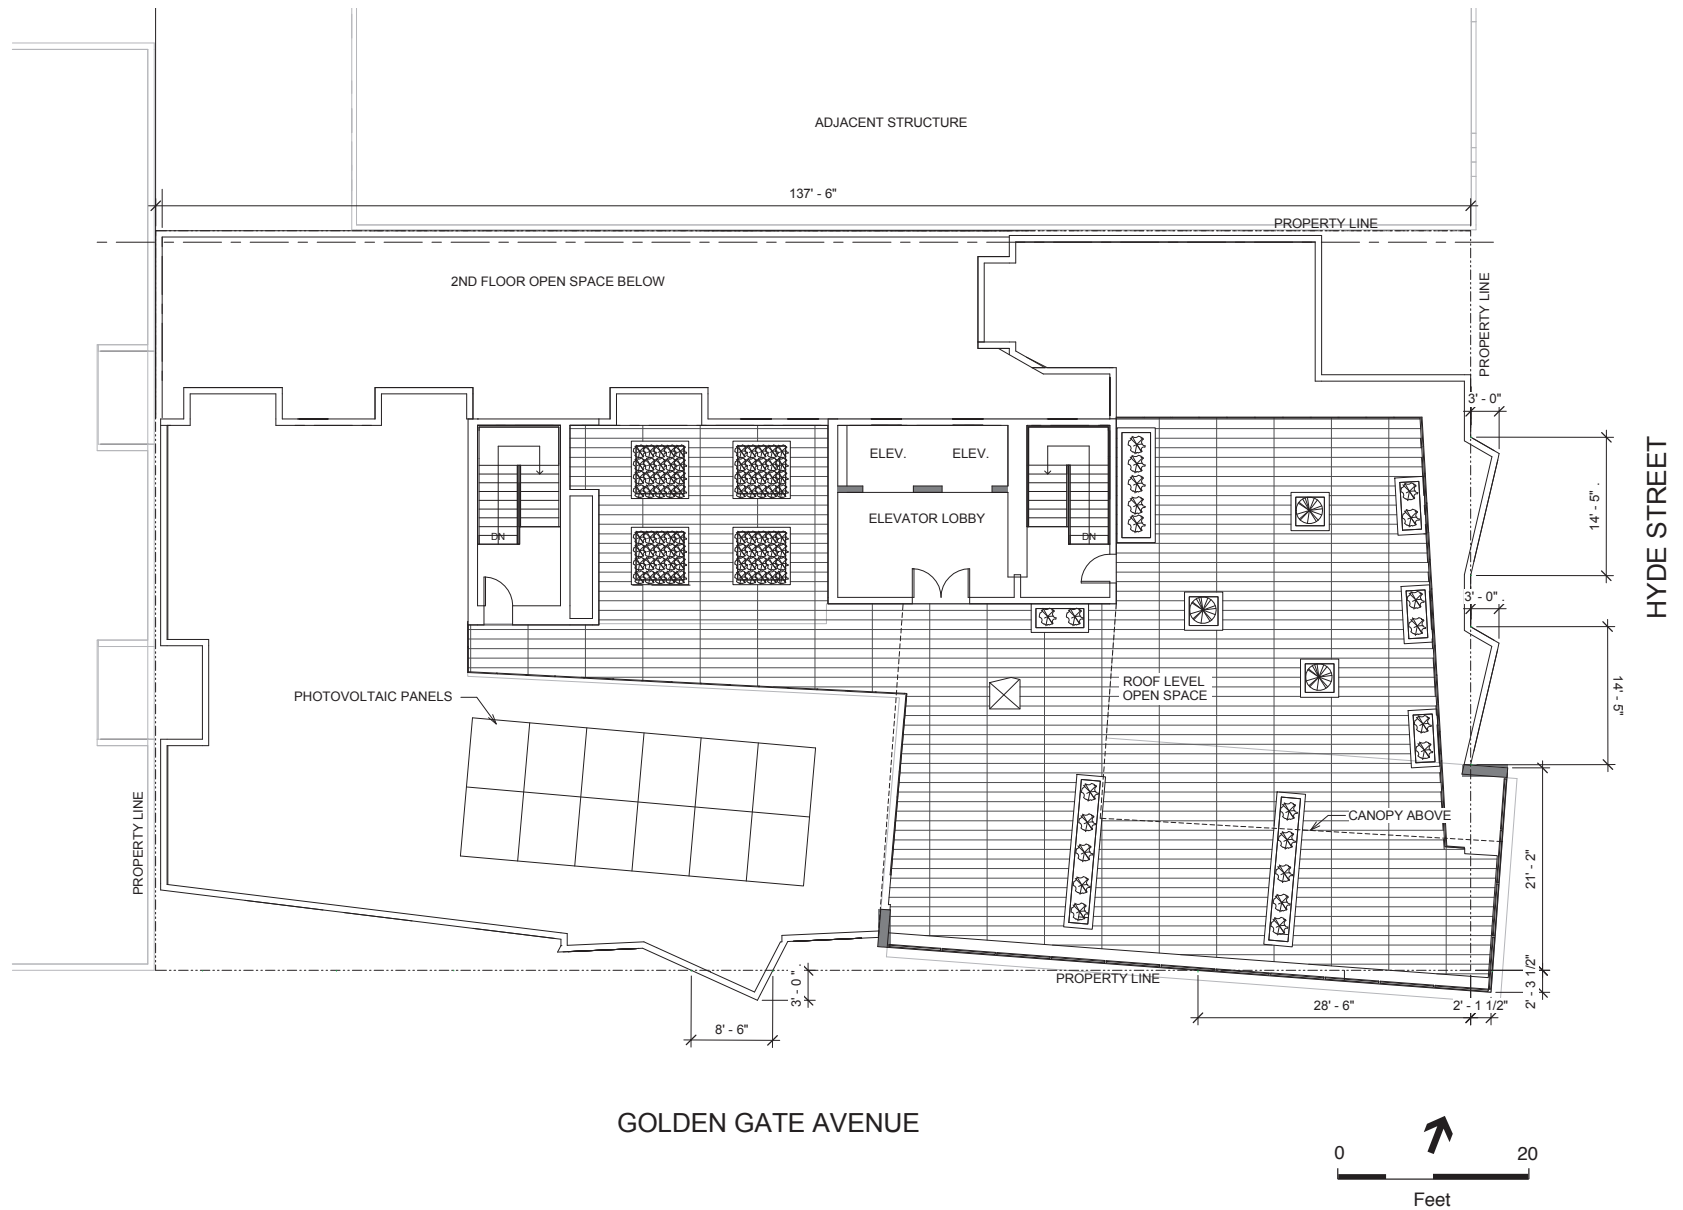 ADJACENT STRUCTURE
137' - 6"
PROPERTY LINE
2ND FLOOR OPEN SPACE BELOW
PROPERTY LINE
3' - 0"
ELEV.
ELEV.
14' - 5"
HYDE STREET
ELEVATOR LOBBY
DN
DN
3' - 0"
ROOF LEVEL
OPEN SPACE
PHOTOVOLTAIC PANELS
14' - 5"
PROPERTY LINE
CANOPY ABOVE
21' - 2"
PROPERTY LINE
3' - 0"
2' - 3 1/2"
28' - 6"
2' - 1 1/2"
8' - 6"
GOLDEN GATE AVENUE
0 20
Feet